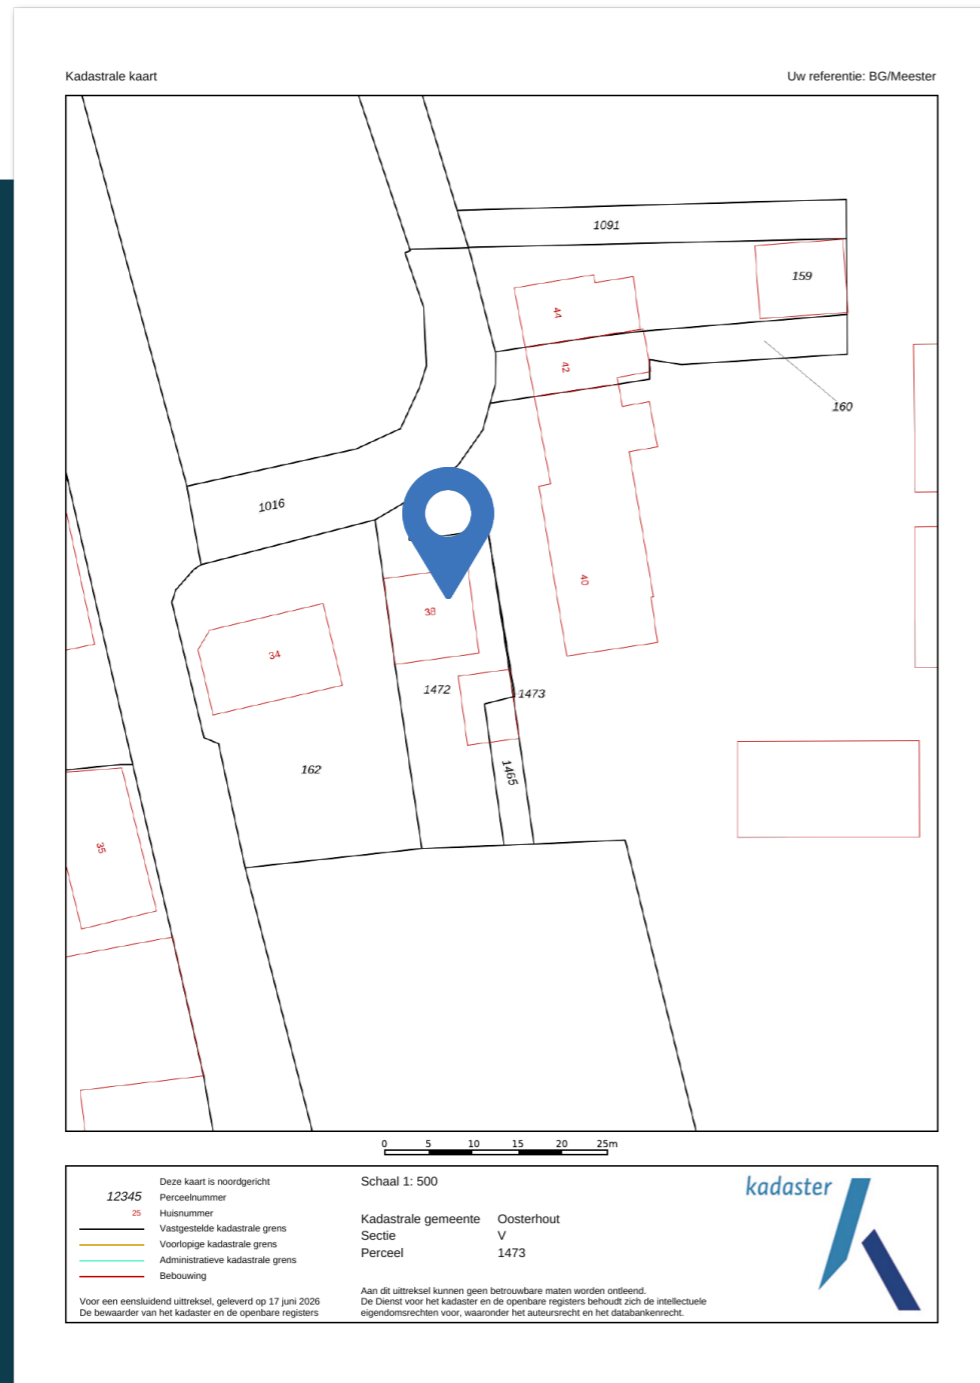 Kadastrale kaart
Uw referentie: BG/Meester
1091
159
44
42
160
1016
40
38
34
1472
1473
162
1465
35
0 5 10 15 20 25m
Deze kaart is noordgericht
12345 Perceelnummer
25 Huisnummer
Vastgestelde kadastrale grens
Voorlopige kadastrale grens
Administratieve kadastrale grens
Bebouwing
Voor een eensluidend uittreksel, geleverd op 17 juni 2026
De bewaarder van het kadaster en de openbare registers
Schaal 1: 500
Kadastrale gemeente Oosterhout
Sectie V
Perceel 1473
Aan dit uittreksel kunnen geen betrouwbare maten worden ontleend.
De Dienst voor het kadaster en de openbare registers behoudt zich de intellectuele
eigendomsrechten voor, waaronder het auteursrecht en het databankenrecht.
kadaster